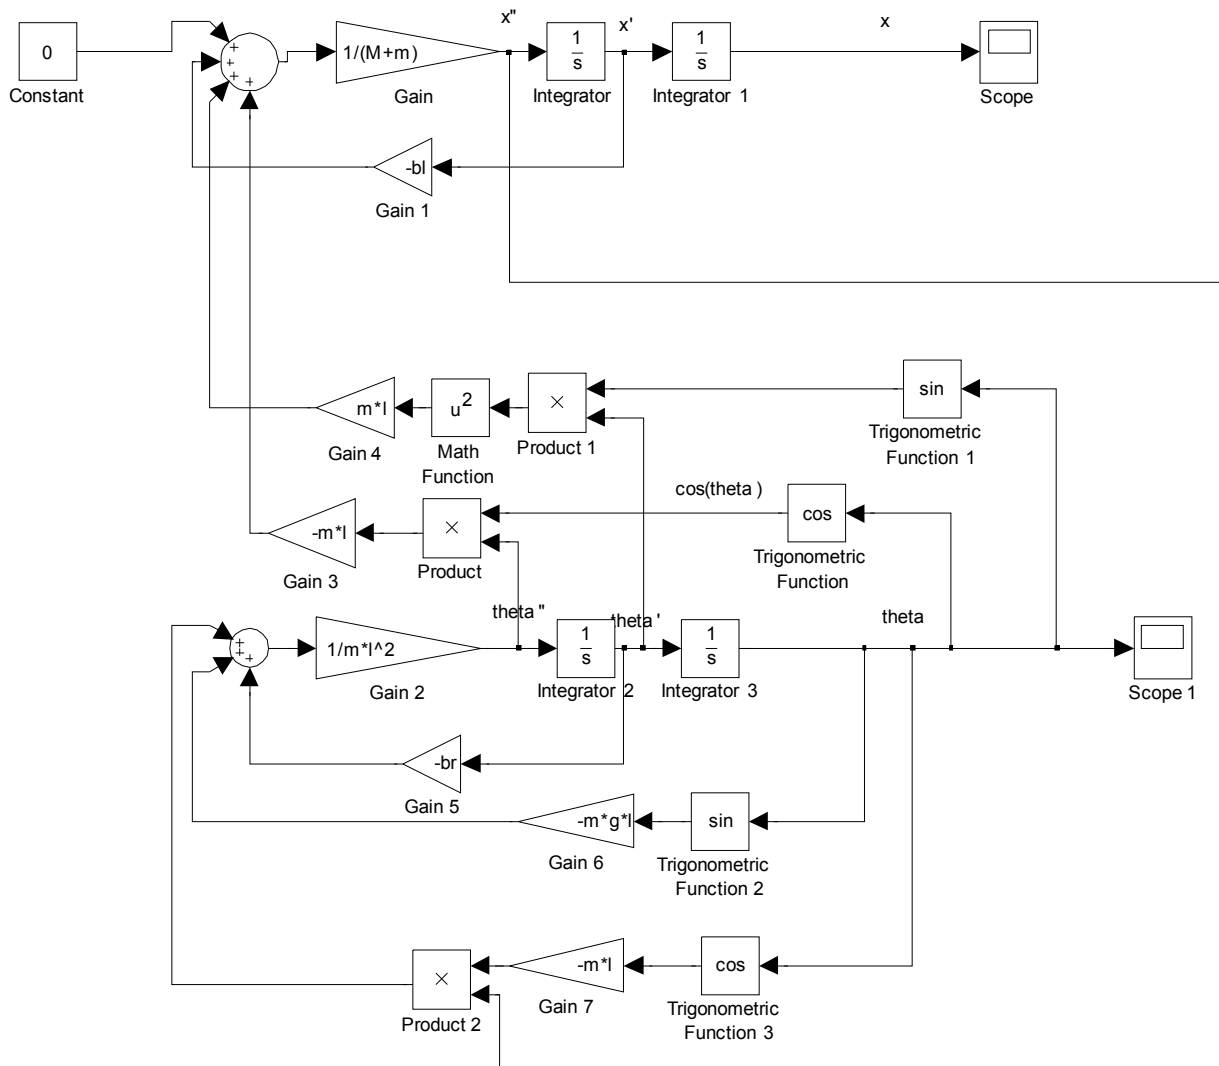 x" x' x
0 + + + + 1/(M+m) 1 s 1 s
Constant Gain Integrator Integrator 1 Scope
-bl
Gain 1
m*l u2 × sin
Gain 4 Math Function Product 1 Trigonometric Function 1
cos(theta )
-m*l × cos
Gain 3 Product Trigonometric Function
theta " theta ' theta
+ + + 1/m*l^2 1 s 1 s
Gain 2 Integrator 2 Integrator 3 Scope 1
-br
Gain 5
-m*g*l sin
Gain 6 Trigonometric Function 2
× -m*l cos
Product 2 Gain 7 Trigonometric Function 3